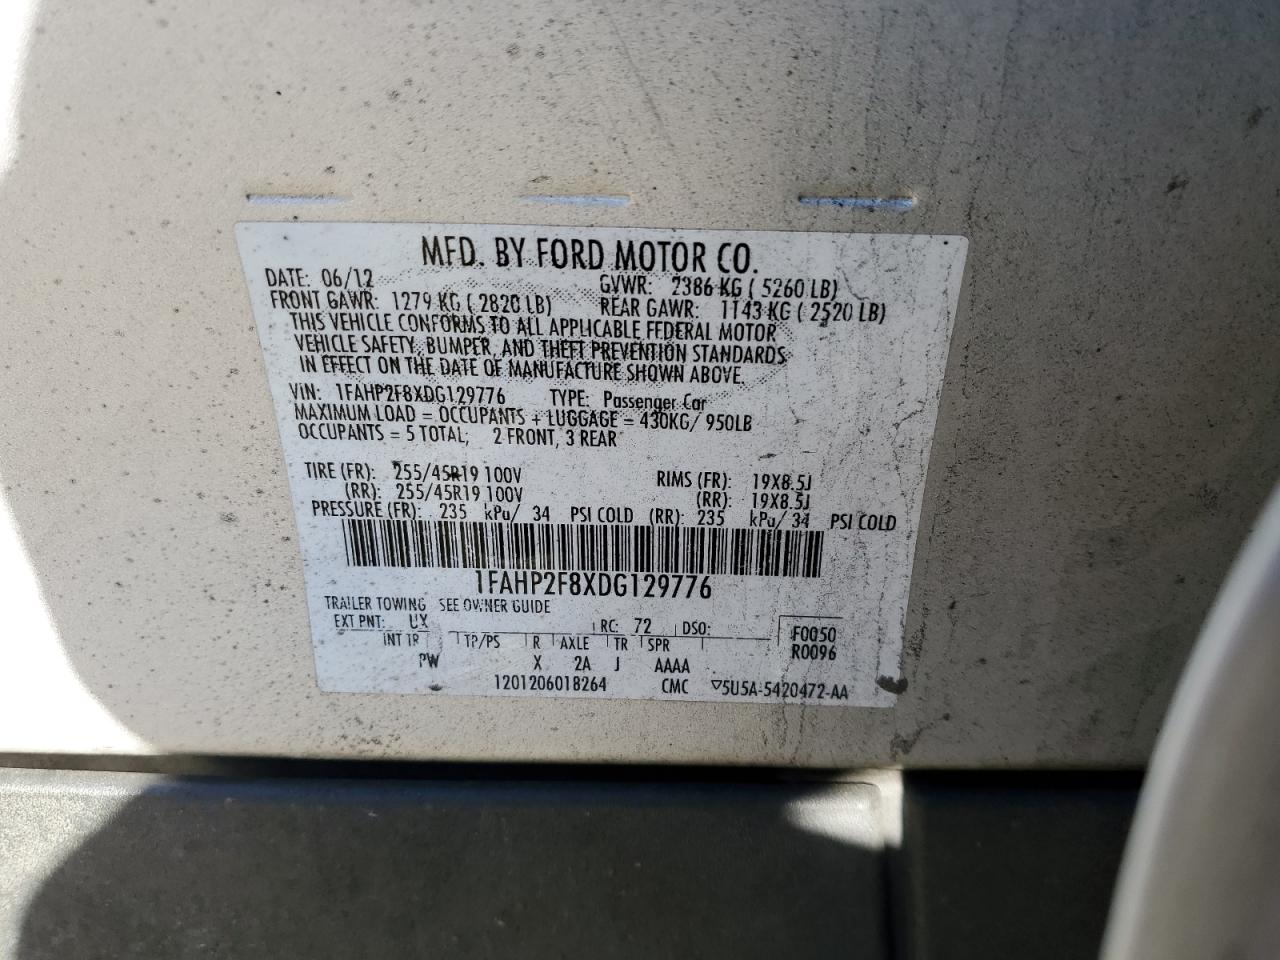 MFD. BY FORD MOTOR CO.
DATE: 06/12 GVWR: 2386 KG ( 5260 LB)
FRONT GAWR: 1279 KG ( 2820 LB) REAR GAWR: 1143 KG ( 2520 LB)
THIS VEHICLE CONFORMS TO ALL APPLICABLE FEDERAL MOTOR
VEHICLE SAFETY, BUMPER, AND THEFT PREVENTION STANDARDS
IN EFFECT ON THE DATE OF MANUFACTURE SHOWN ABOVE.
VIN: 1FAHP2F8XDG129776 TYPE: Passenger Car
MAXIMUM LOAD = OCCUPANTS + LUGGAGE = 430KG/ 950LB
OCCUPANTS = 5 TOTAL; 2 FRONT, 3 REAR
TIRE (FR): 255/45R19 100V RIMS (FR): 19X8.5J
(RR): 255/45R19 100V (RR): 19X8.5J
PRESSURE (FR): 235 kPa/ 34 PSI COLD (RR): 235 kPa/ 34 PSI COLD
1FAHP2F8XDG129776
TRAILER TOWING SEE OWNER GUIDE
EXT PNT: UX RC: 72 DSO: F0050
INT TR TP/PS R AXLE TR SPR R0096
PW X 2A J AAAA
1201206018264 CMC ▽5U5A-5420472-AA